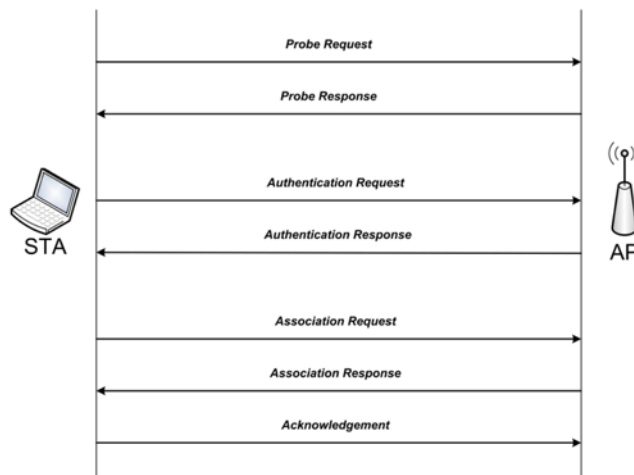 Probe Request
Probe Response
Authentication Request
STA
Authentication Response
AP
Association Request
Association Response
Acknowledgement